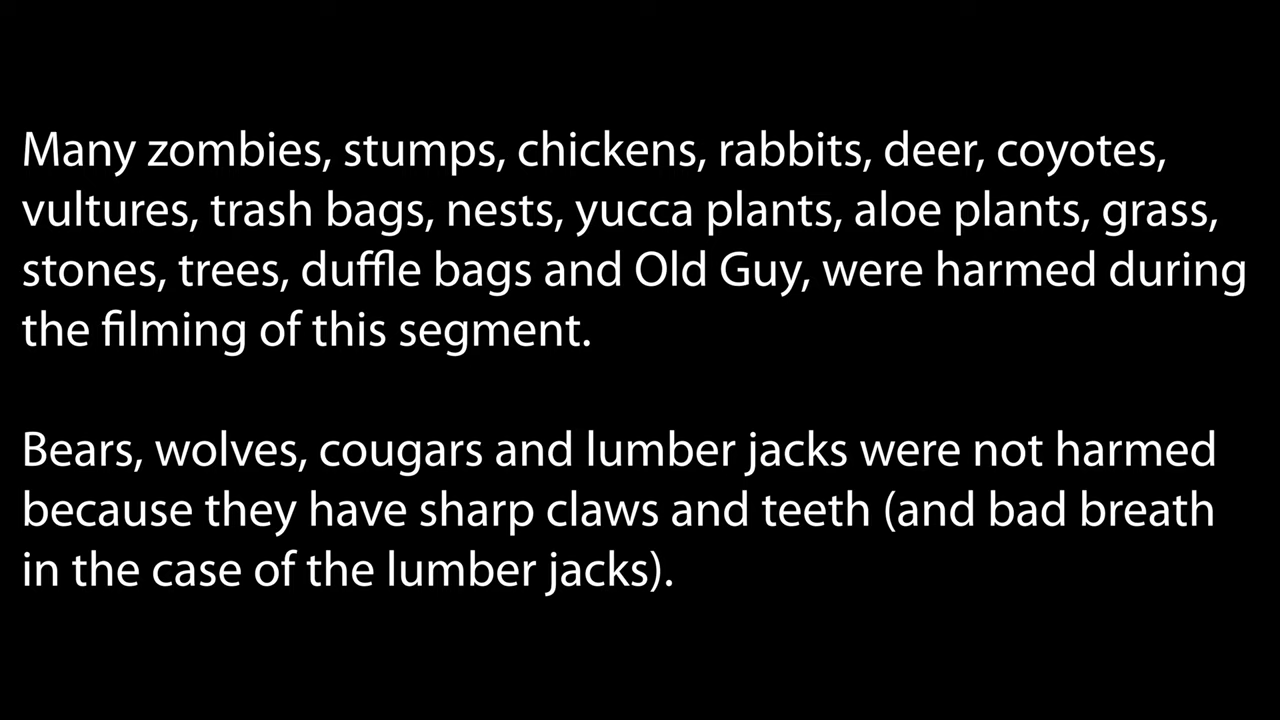 Many zombies, stumps, chickens, rabbits, deer, coyotes,
vultures, trash bags, nests, yucca plants, aloe plants, grass,
stones, trees, duffle bags and Old Guy, were harmed during
the filming of this segment.
Bears, wolves, cougars and lumber jacks were not harmed
because they have sharp claws and teeth (and bad breath
in the case of the lumber jacks).